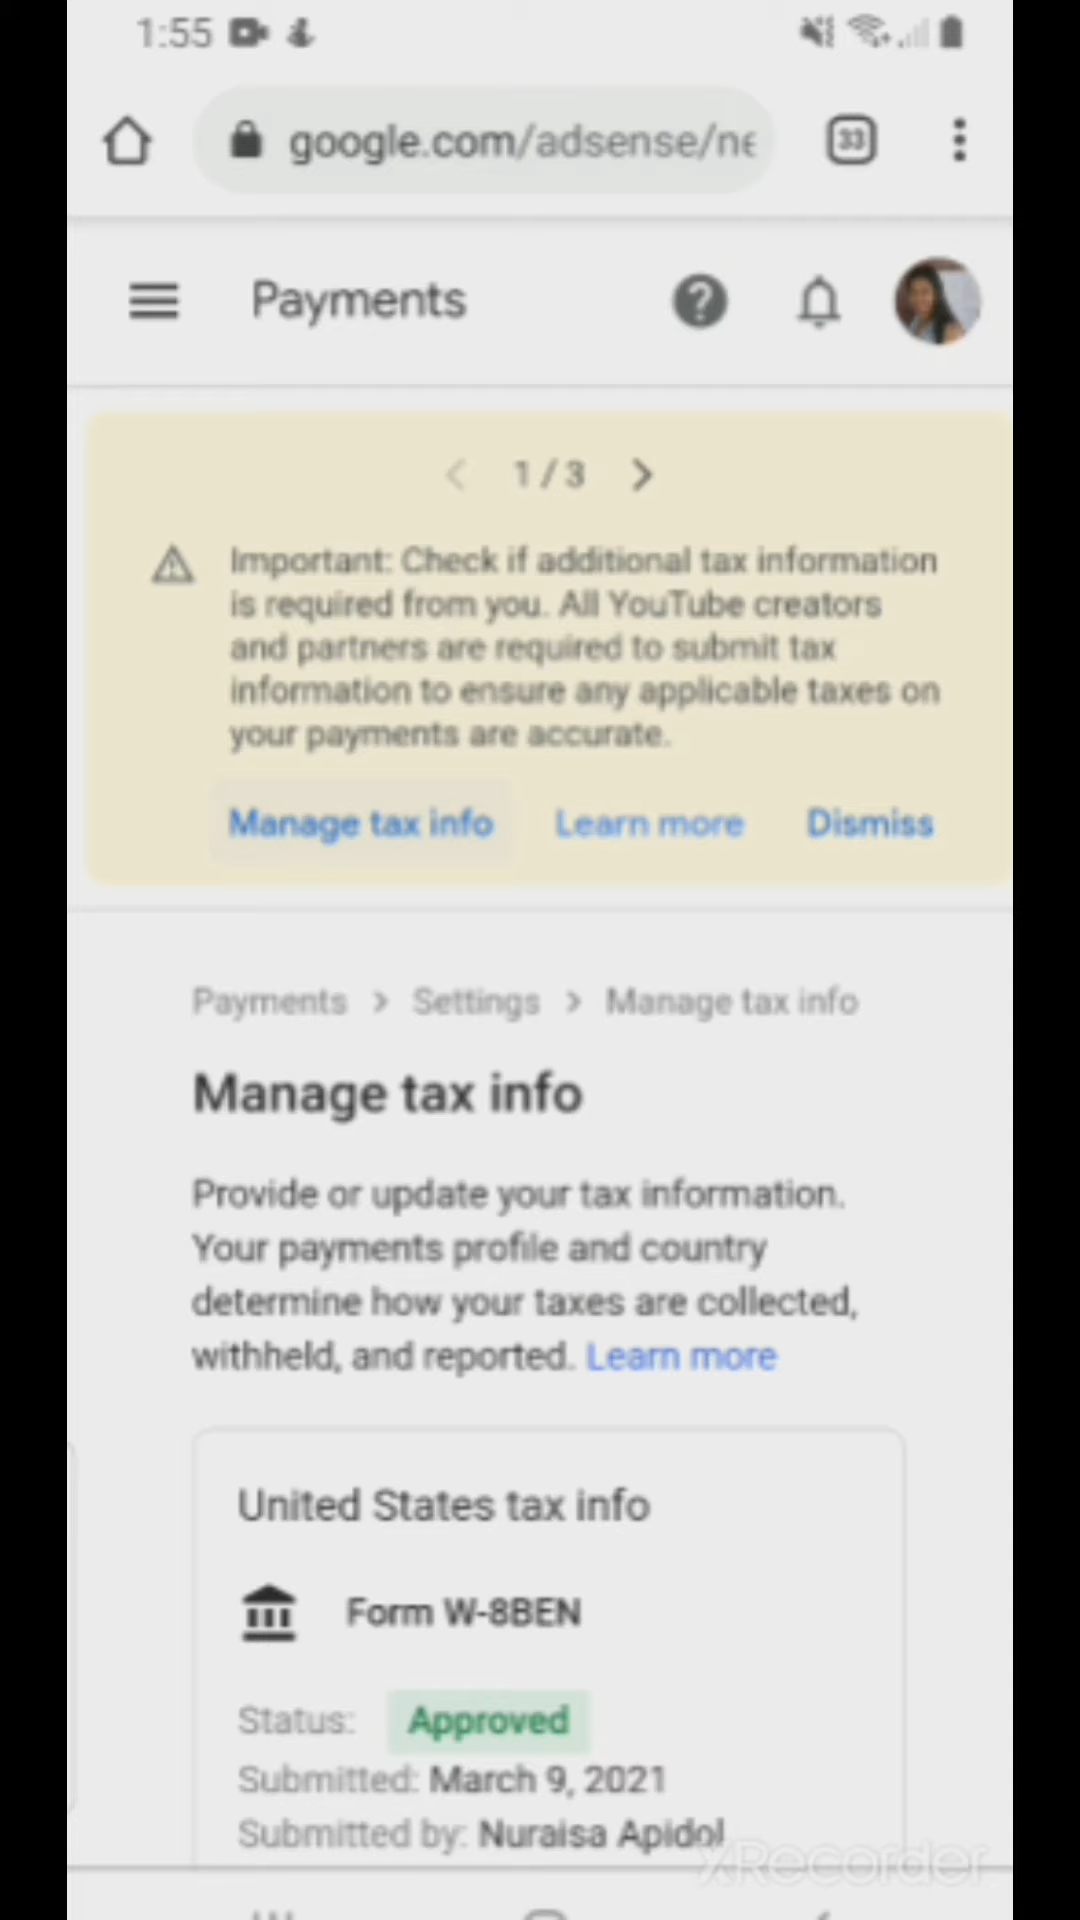 1:55
google.com/adsense/ne
33
Payments
1 / 3
Important: Check if additional tax information
is required from you. All YouTube creators
and partners are required to submit tax
information to ensure any applicable taxes on
your payments are accurate.
Manage tax info Learn more Dismiss
Payments > Settings > Manage tax info
Manage tax info
Provide or update your tax information.
Your payments profile and country
determine how your taxes are collected,
withheld, and reported. Learn more
United States tax info
Form W-8BEN
Status: Approved
Submitted: March 9, 2021
Submitted by: Nuraisa Apidol
XRecorder